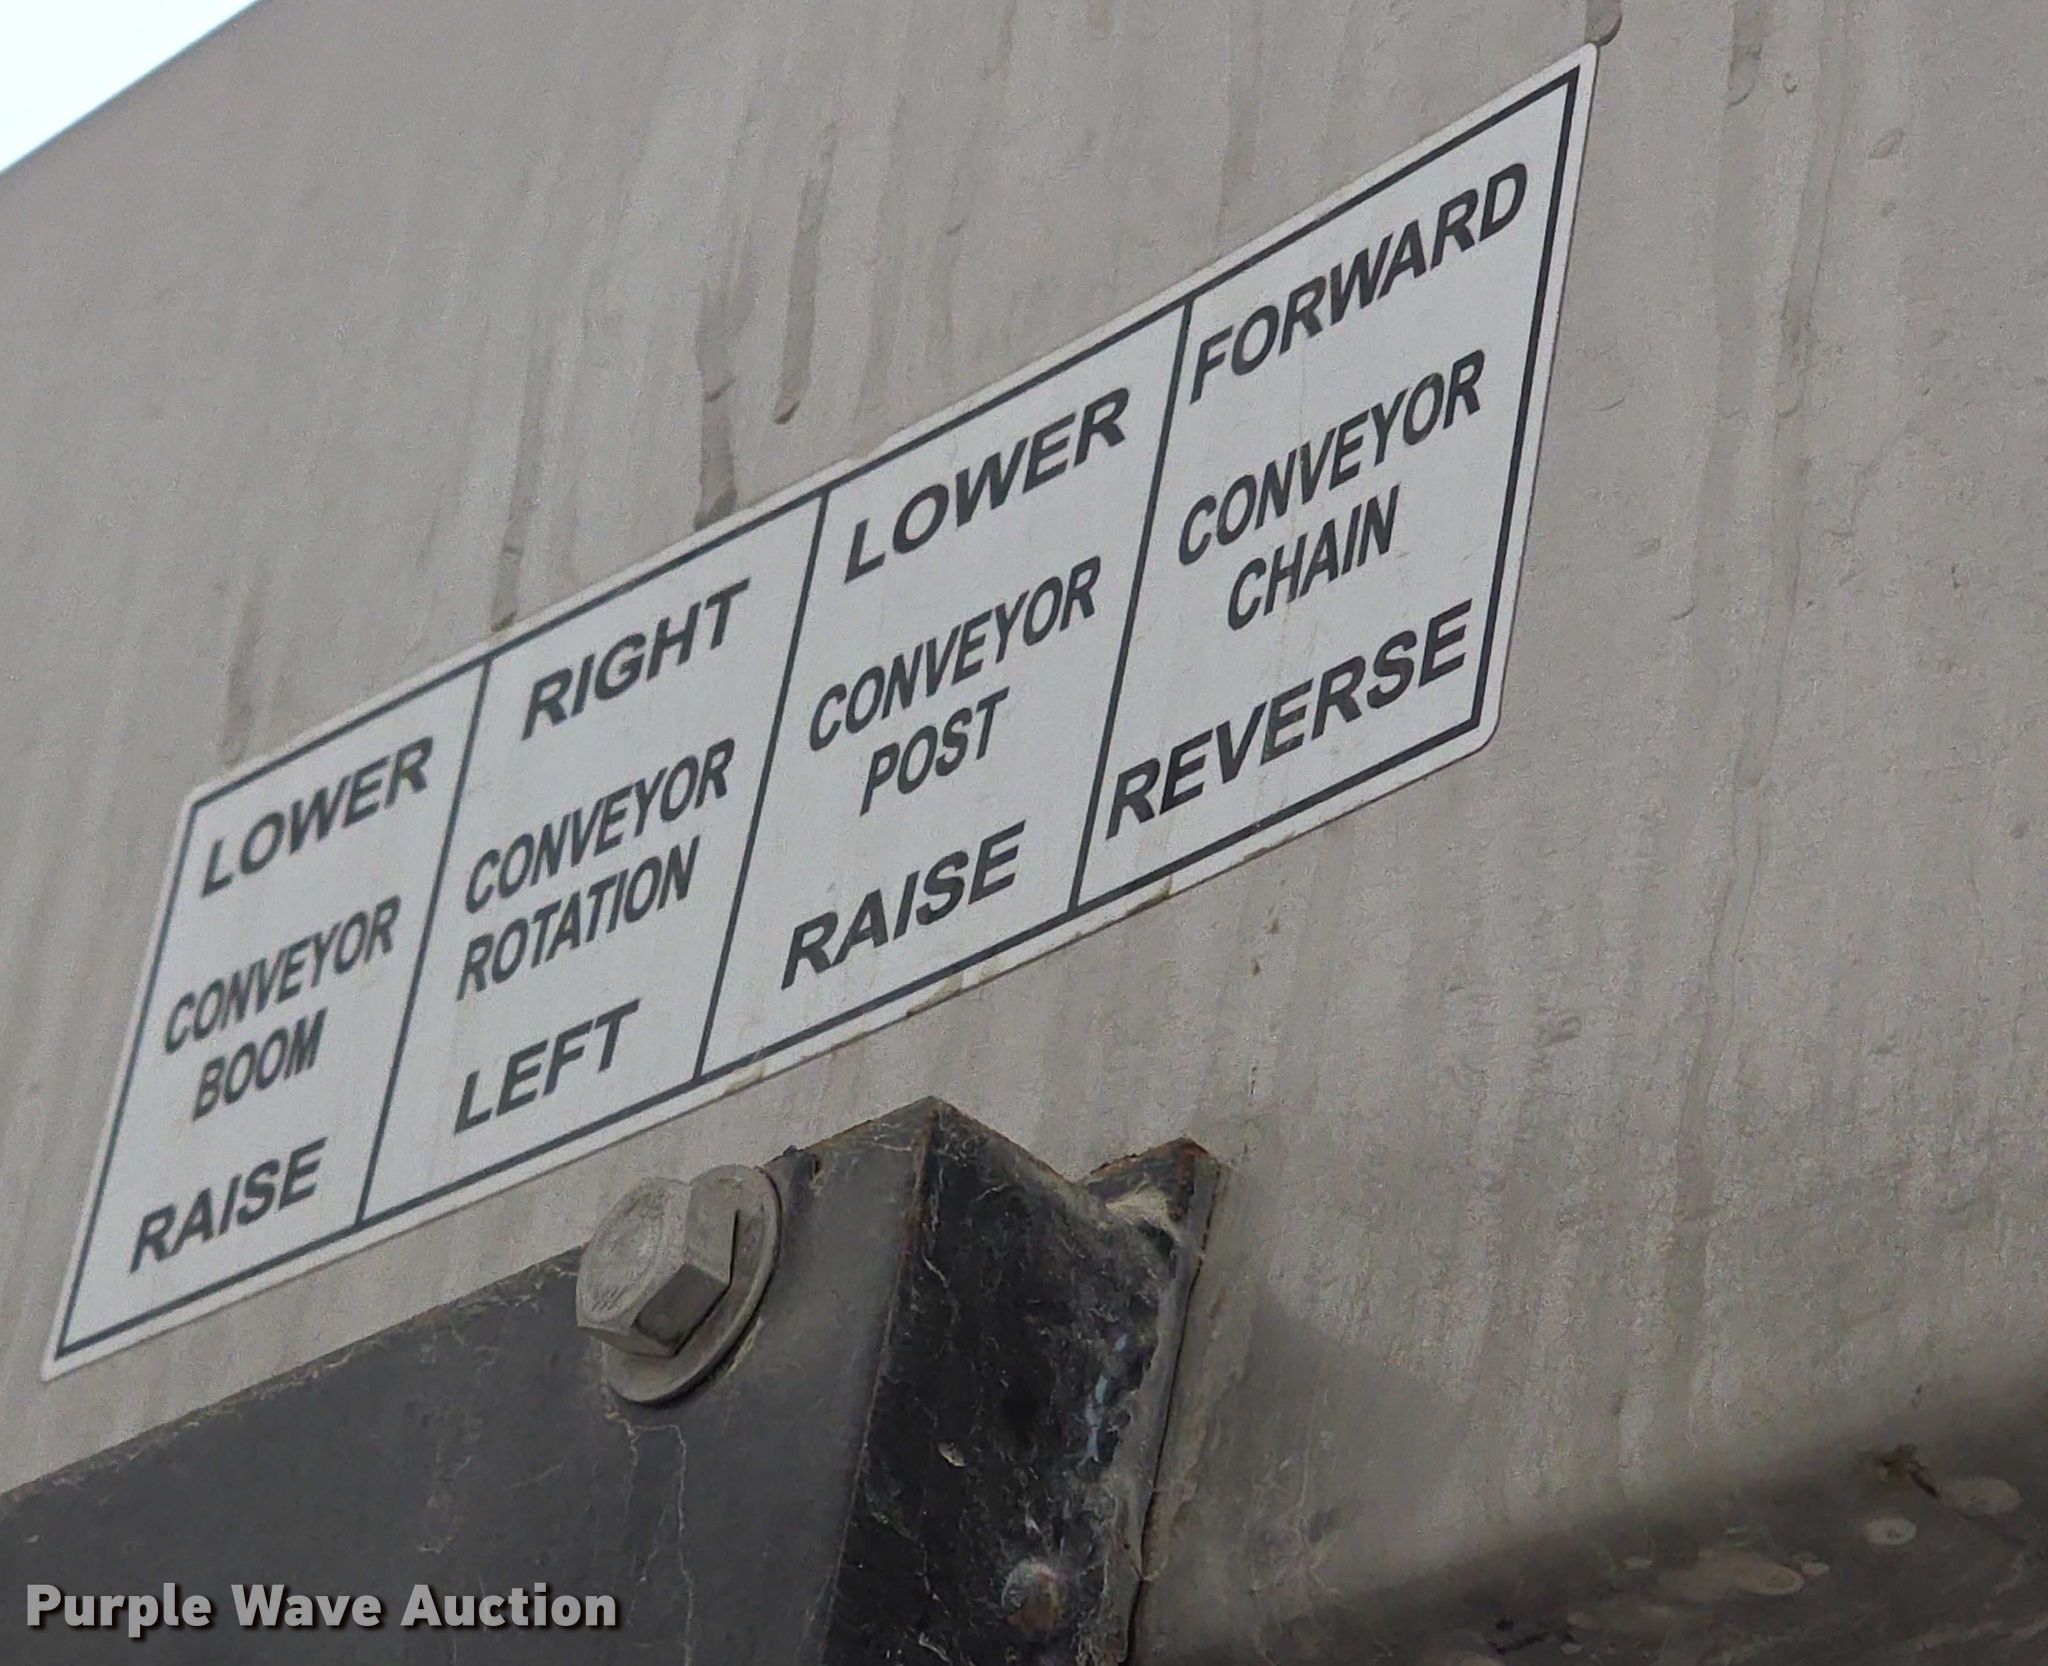 LOWER
CONVEYOR
BOOM
RAISE
RIGHT
CONVEYOR
ROTATION
LEFT
LOWER
CONVEYOR
POST
RAISE
FORWARD
CONVEYOR
CHAIN
REVERSE
Purple Wave Auction